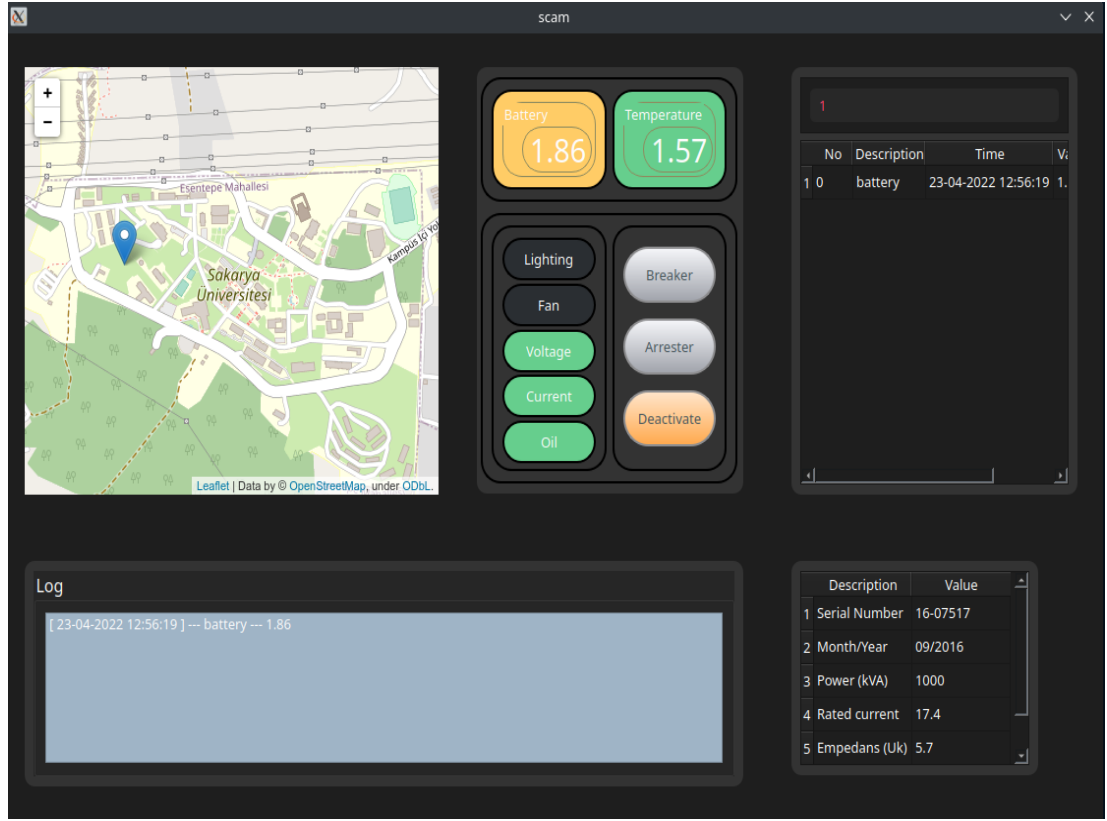 scam
+
-
Esentepe Mahallesi
Kampüs İçi Yol
Sakarya
Üniversitesi
Leaflet | Data by © OpenStreetMap, under ODbL.
Battery
1.86
Temperature
1.57
Lighting
Fan
Voltage
Current
Oil
Breaker
Arrester
Deactivate
1
No Description Time
1 0 battery 23-04-2022 12:56:19 1.
Log
[ 23-04-2022 12:56:19 ] --- battery --- 1.86
Description Value
1 Serial Number 16-07517
2 Month/Year 09/2016
3 Power (kVA) 1000
4 Rated current 17.4
5 Empedans (Uk) 5.7